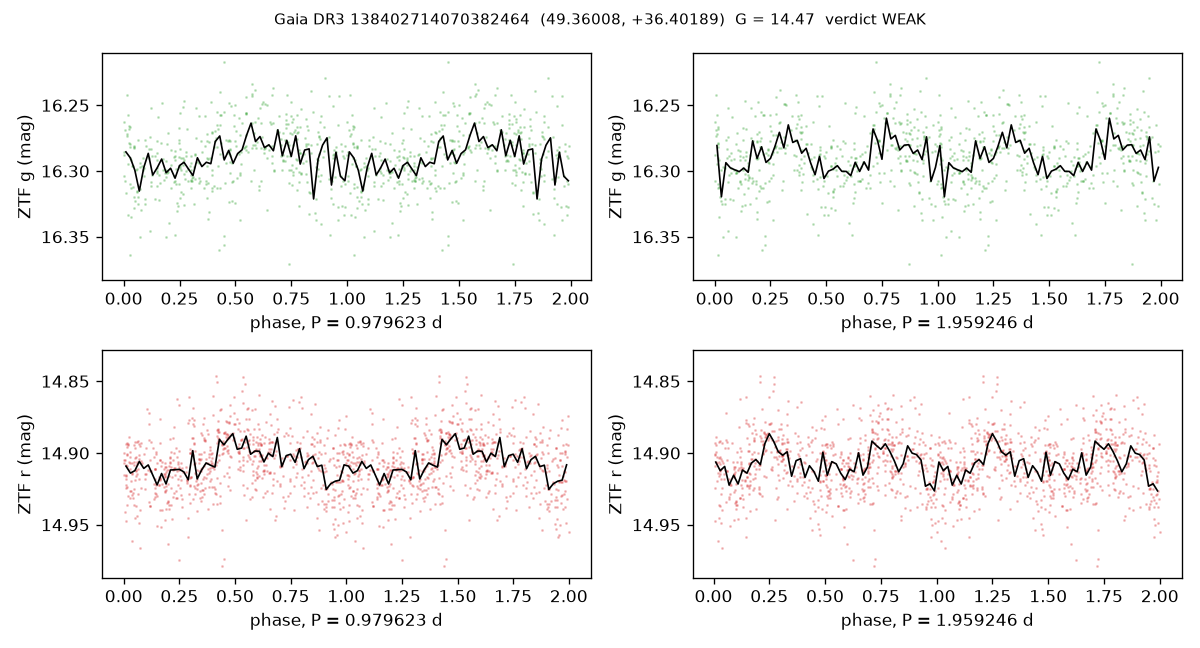 Gaia DR3 138402714070382464  (49.36008, +36.40189)  G = 14.47  verdict WEAK
ZTF g (mag)
16.25
16.30
16.35
0.00 0.25 0.50 0.75 1.00 1.25 1.50 1.75 2.00
phase, P = 0.979623 d
ZTF g (mag)
16.25
16.30
16.35
0.00 0.25 0.50 0.75 1.00 1.25 1.50 1.75 2.00
phase, P = 1.959246 d
ZTF r (mag)
14.85
14.90
14.95
0.00 0.25 0.50 0.75 1.00 1.25 1.50 1.75 2.00
phase, P = 0.979623 d
ZTF r (mag)
14.85
14.90
14.95
0.00 0.25 0.50 0.75 1.00 1.25 1.50 1.75 2.00
phase, P = 1.959246 d